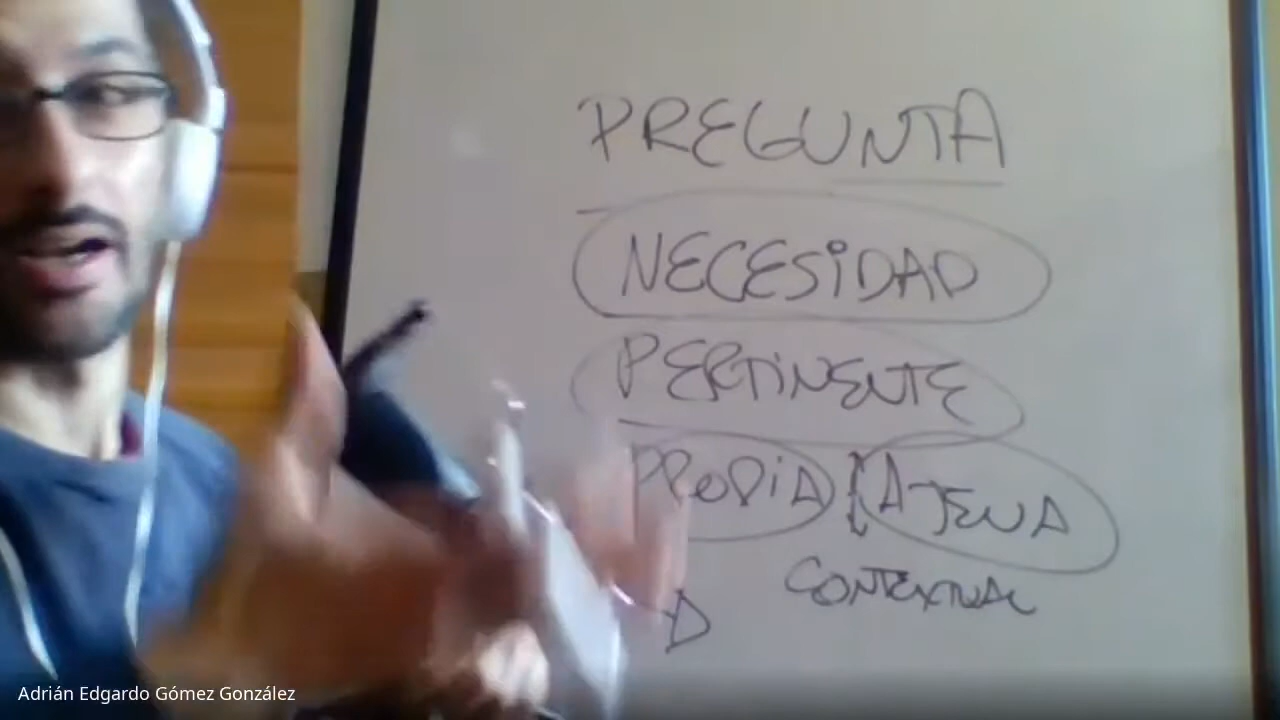 PREGUNTA
NECESiDAD
PERTiNENTE
PROPiA AJENA
CONTEXTUAL
D
Adrián Edgardo Gómez González